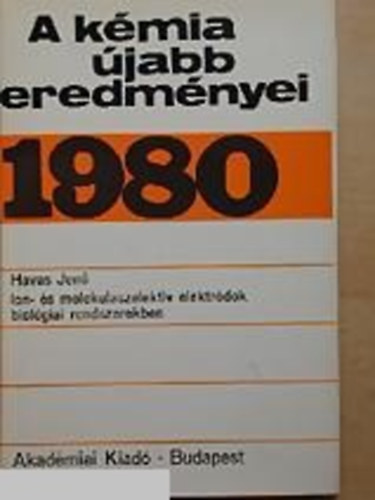 A kémia
újabb
eredményei
1980
Havas Jenő
Ion- és molekulaszelektív elektródok
biológiai rendszerekben
Akadémiai Kiadó · Budapest